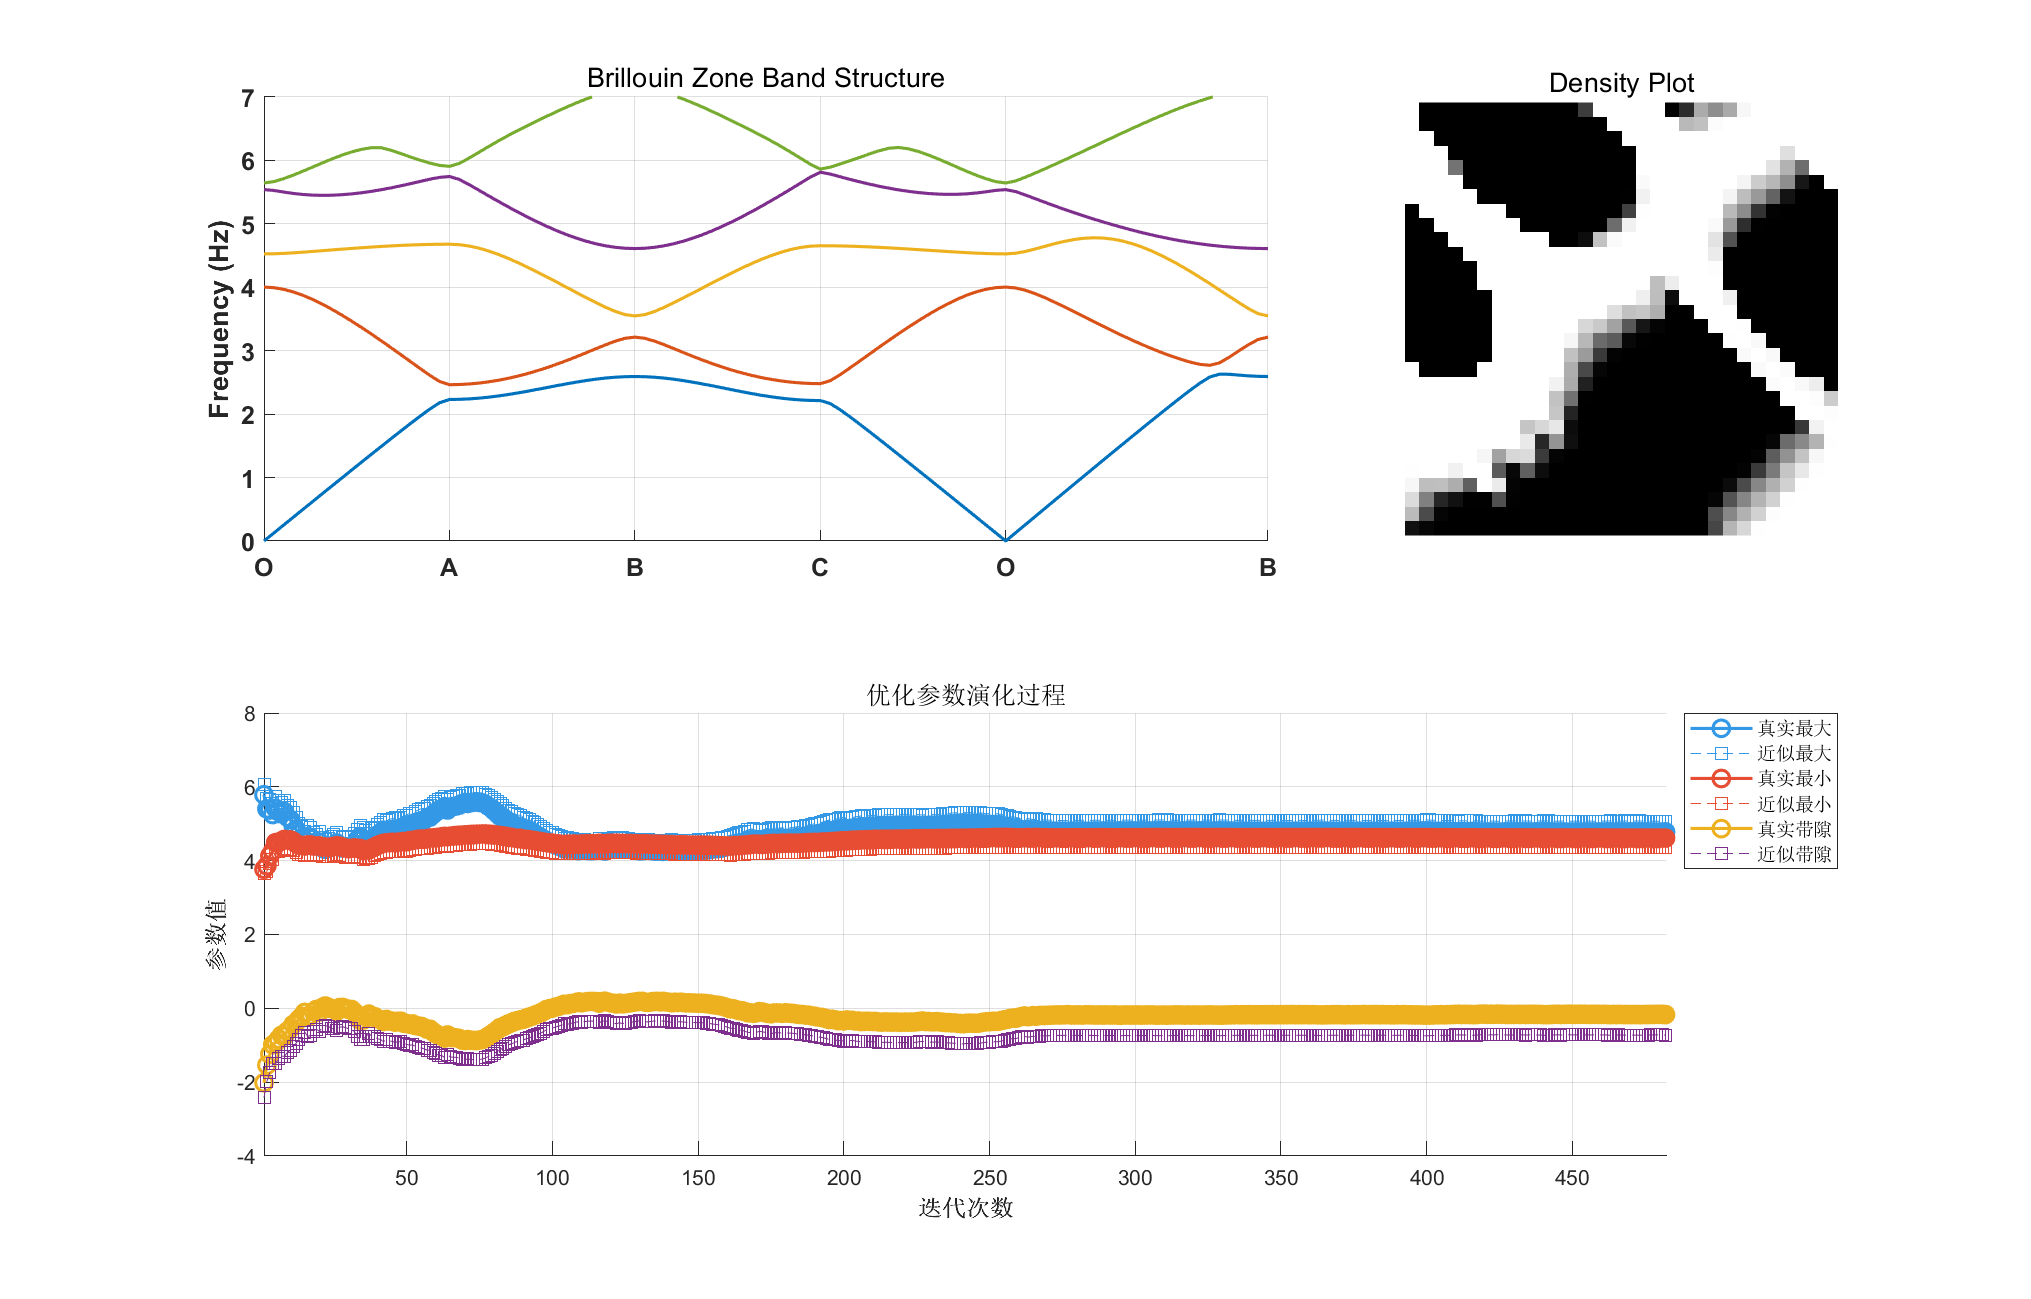 Brillouin Zone Band Structure
Frequency (Hz)
7
6
5
4
3
2
1
0
O A B C O B
Density Plot
优化参数演化过程
参数值
8
6
4
2
0
-2
-4
50 100 150 200 250 300 350 400 450
迭代次数
真实最大
近似最大
真实最小
近似最小
真实带隙
近似带隙